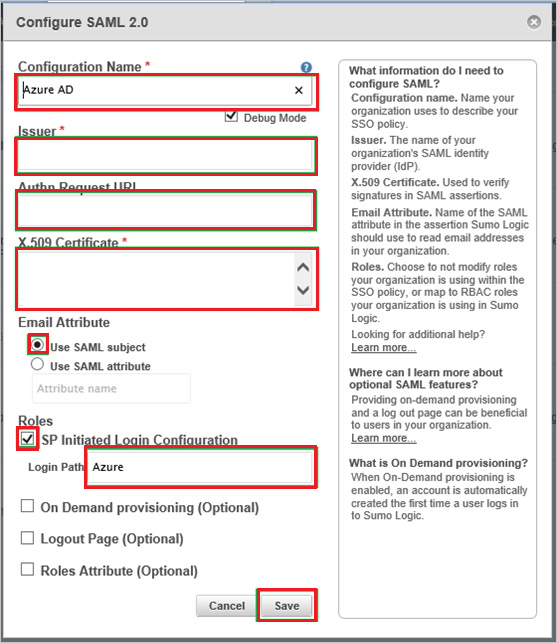 Configure SAML 2.0
Configuration Name *
Azure AD
Debug Mode
Issuer *
Authn Request URL
X.509 Certificate *
Email Attribute
Use SAML subject
Use SAML attribute
Attribute name
Roles
SP Initiated Login Configuration
Login Path
Azure
On Demand provisioning (Optional)
Logout Page (Optional)
Roles Attribute (Optional)
Cancel
Save
What information do I need to
configure SAML?
Configuration name. Name your
organization uses to describe your
SSO policy.
Issuer. The name of your
organization's SAML identity
provider (IdP).
X.509 Certificate. Used to verify
signatures in SAML assertions.
Email Attribute. Name of the SAML
attribute in the assertion Sumo Logic
should use to read email addresses
in your organization.
Roles. Choose to not modify roles
your organization is using within the
SSO policy, or map to RBAC roles
your organization is using in Sumo
Logic.
Looking for additional help?
Learn more...
Where can I learn more about
optional SAML features?
Providing on-demand provisioning
and a log out page can be beneficial
to users in your organization.
Learn more...
What is On Demand provisioning?
When On-Demand provisioning is
enabled, an account is automatically
created the first time a user logs in
to Sumo Logic.